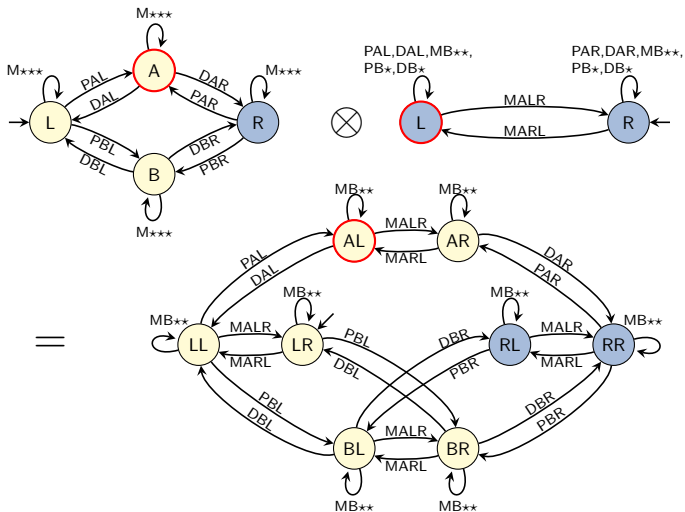 M⋆⋆⋆
M⋆⋆⋆ PAL A DAR M⋆⋆⋆
DAL PAR
L R
PBL DBR
DBL B PBR
M⋆⋆⋆
⊗
PAL,DAL,MB⋆⋆,
PB⋆,DB⋆
PAR,DAR,MB⋆⋆,
PB⋆,DB⋆
MALR
L R
MARL
=
MB⋆⋆ MB⋆⋆
MALR
AL AR
MARL
PAL DAR
DAL PAR
MB⋆⋆ MB⋆⋆ MB⋆⋆ MB⋆⋆
MALR PBL DBR MALR
LL LR RL RR
MARL DBL PBR MARL
PBL DBR
DBL PBR
MALR
BL BR
MARL
MB⋆⋆ MB⋆⋆